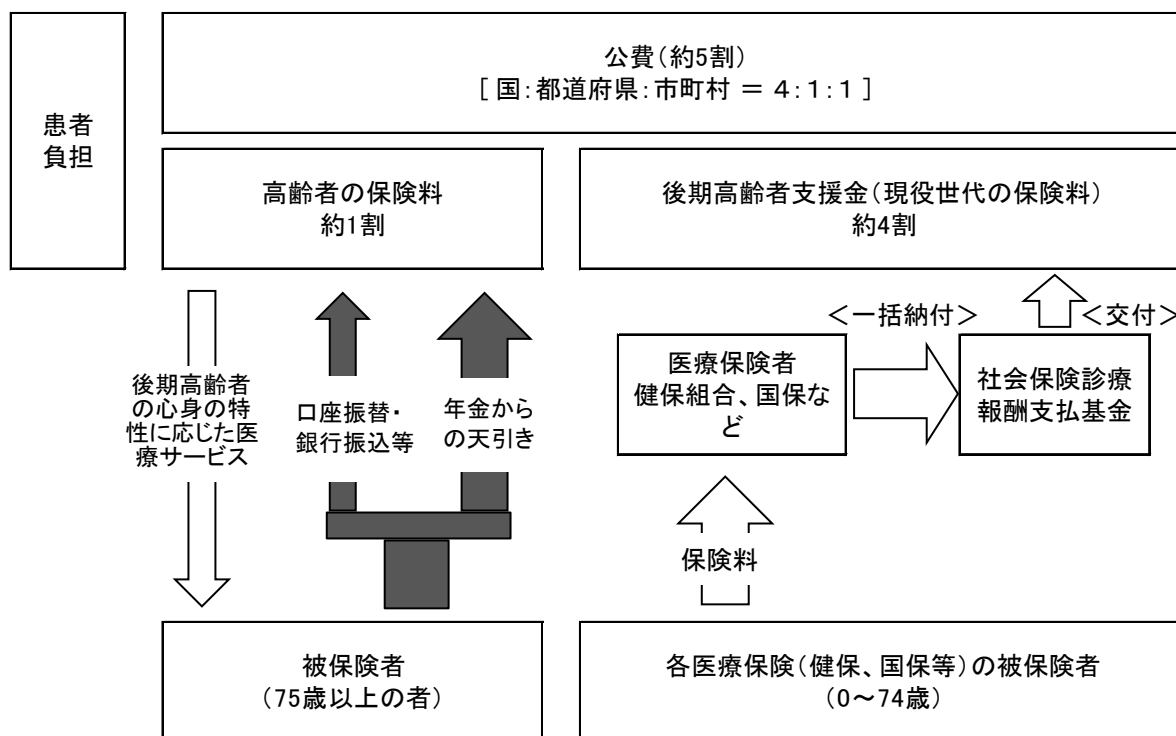 公費(約5割)
[ 国:都道府県:市町村 = 4:1:1 ]
患者
負担
高齢者の保険料
約1割
後期高齢者支援金(現役世代の保険料)
約4割
<一括納付>
<交付>
医療保険者
健保組合、国保な
ど
社会保険診療
報酬支払基金
後期高齢者
の心身の特
性に応じた医
療サービス
口座振替・
銀行振込等
年金から
の天引き
保険料
被保険者
(75歳以上の者)
各医療保険(健保、国保等)の被保険者
(0~74歳)